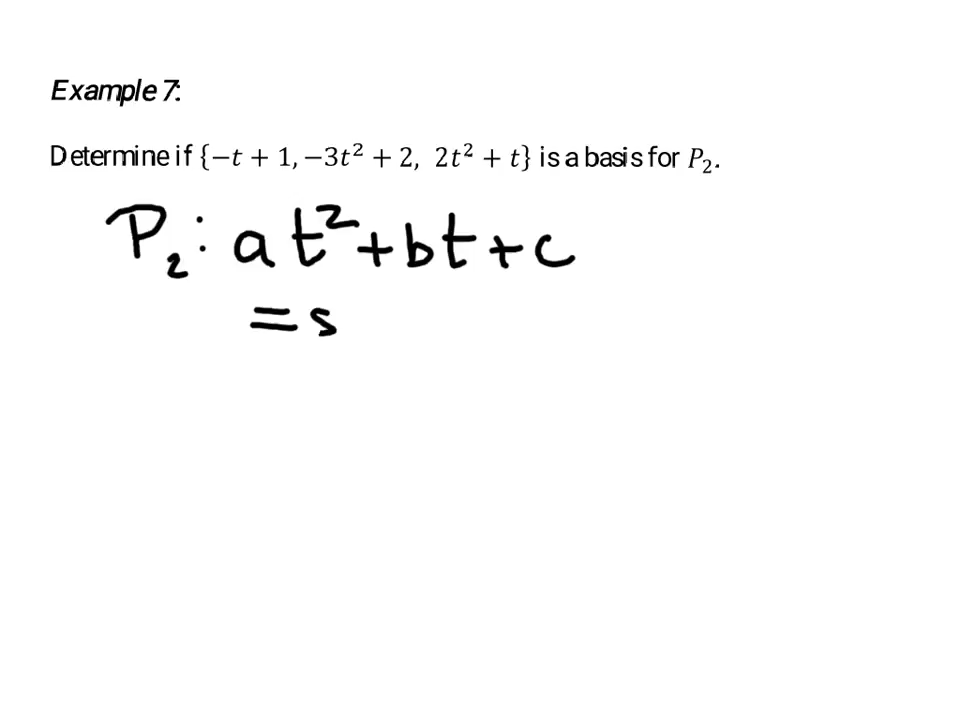 Example 7:
Determine if {−t + 1, −3t² + 2, 2t² + t} is a basis for P₂.
P₂: at²+bt+c
=s